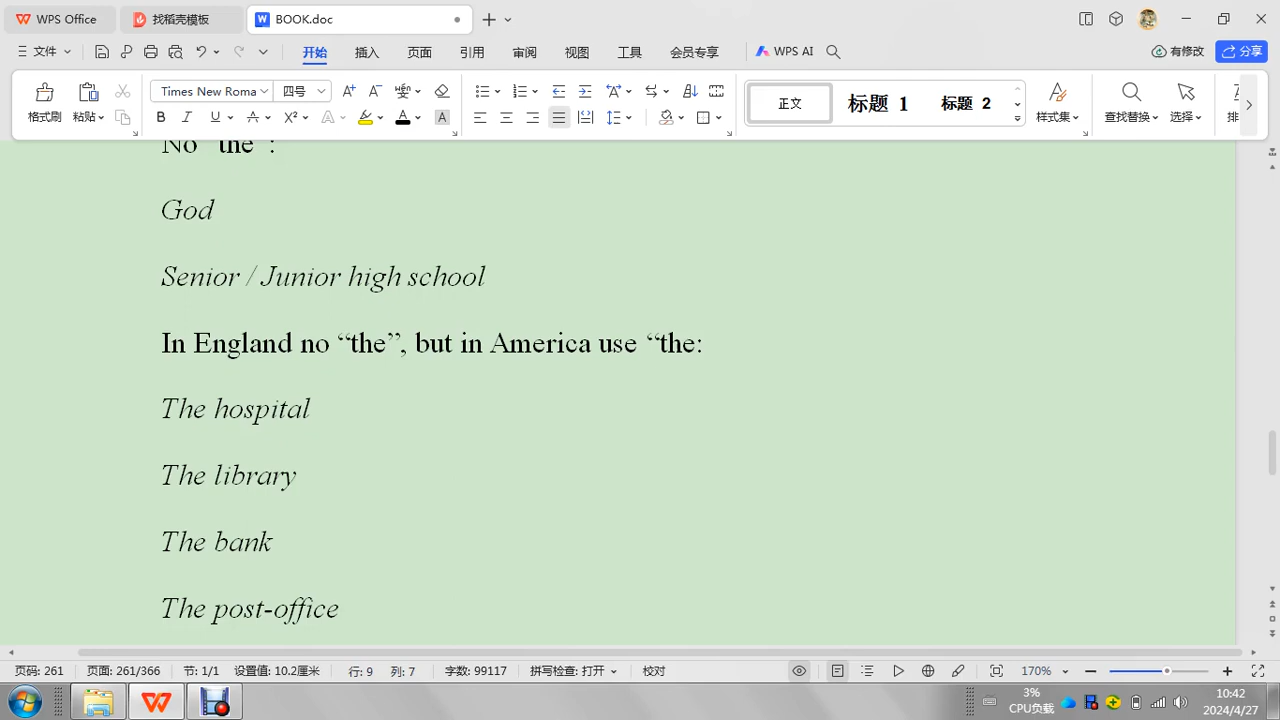 WPS Office
找稻壳模板
BOOK.doc
文件
开始
插入
页面
引用
审阅
视图
工具
会员专享
WPS AI
有修改
分享
格式刷
粘贴
Times New Roma
四号
正文
标题 1
标题 2
样式集
查找替换
选择
No “the”:
God
Senior / Junior high school
In England no “the”, but in America use “the:
The hospital
The library
The bank
The post-office
页码: 261
页面: 261/366
节: 1/1
设置值: 10.2厘米
行: 9
列: 7
字数: 99117
拼写检查: 打开
校对
170%
3%
CPU负载
10:42
2024/4/27